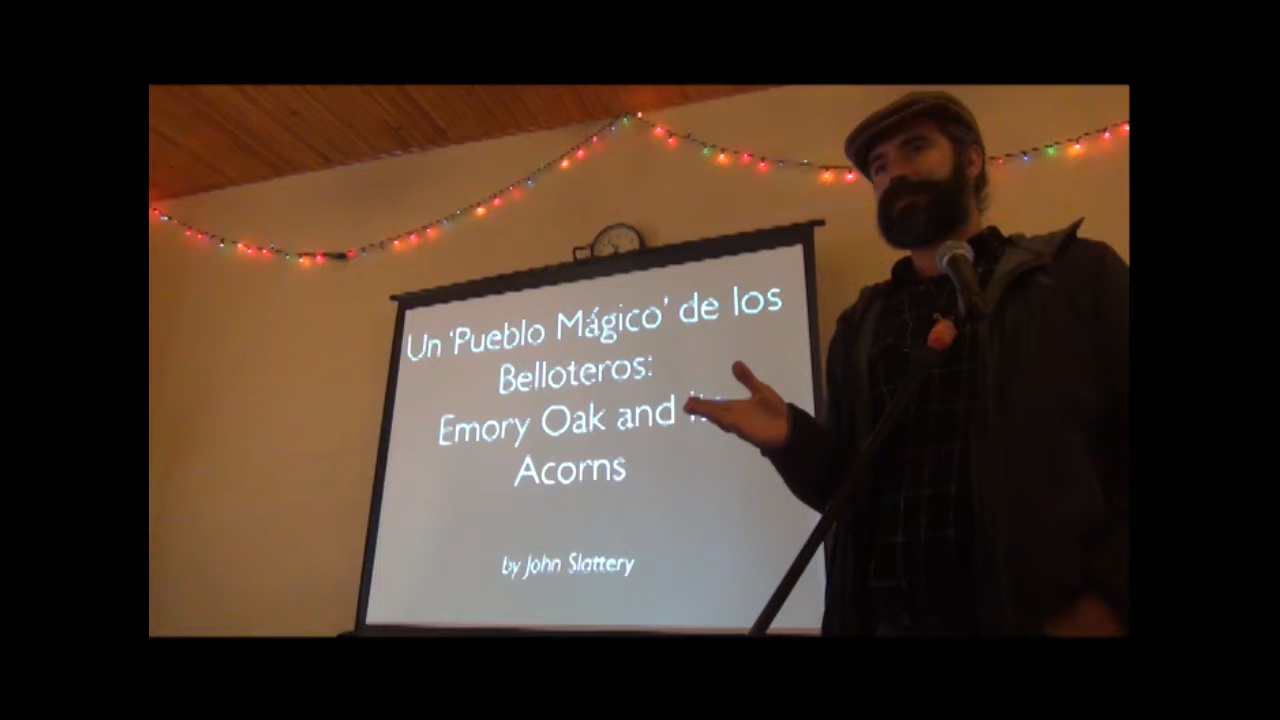 Un 'Pueblo Mágico' de los
Belloteros:
Emory Oak and
Acorns
by John Slattery